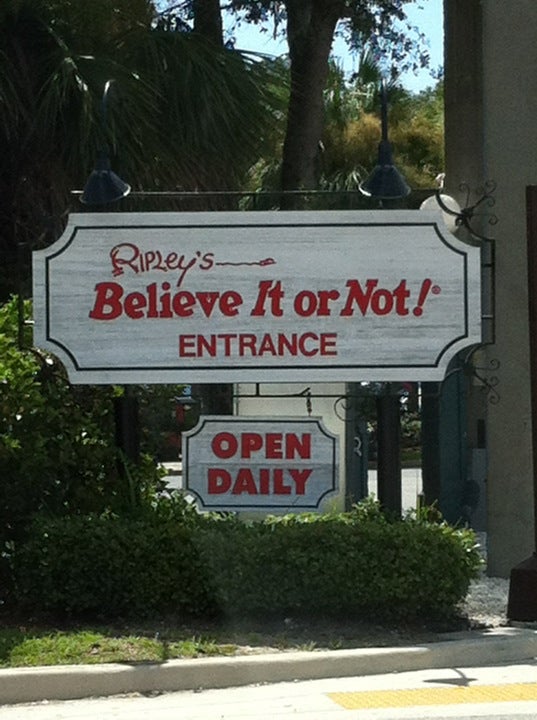 RIPLEY'S
Believe It or Not!®
ENTRANCE
OPEN
DAILY